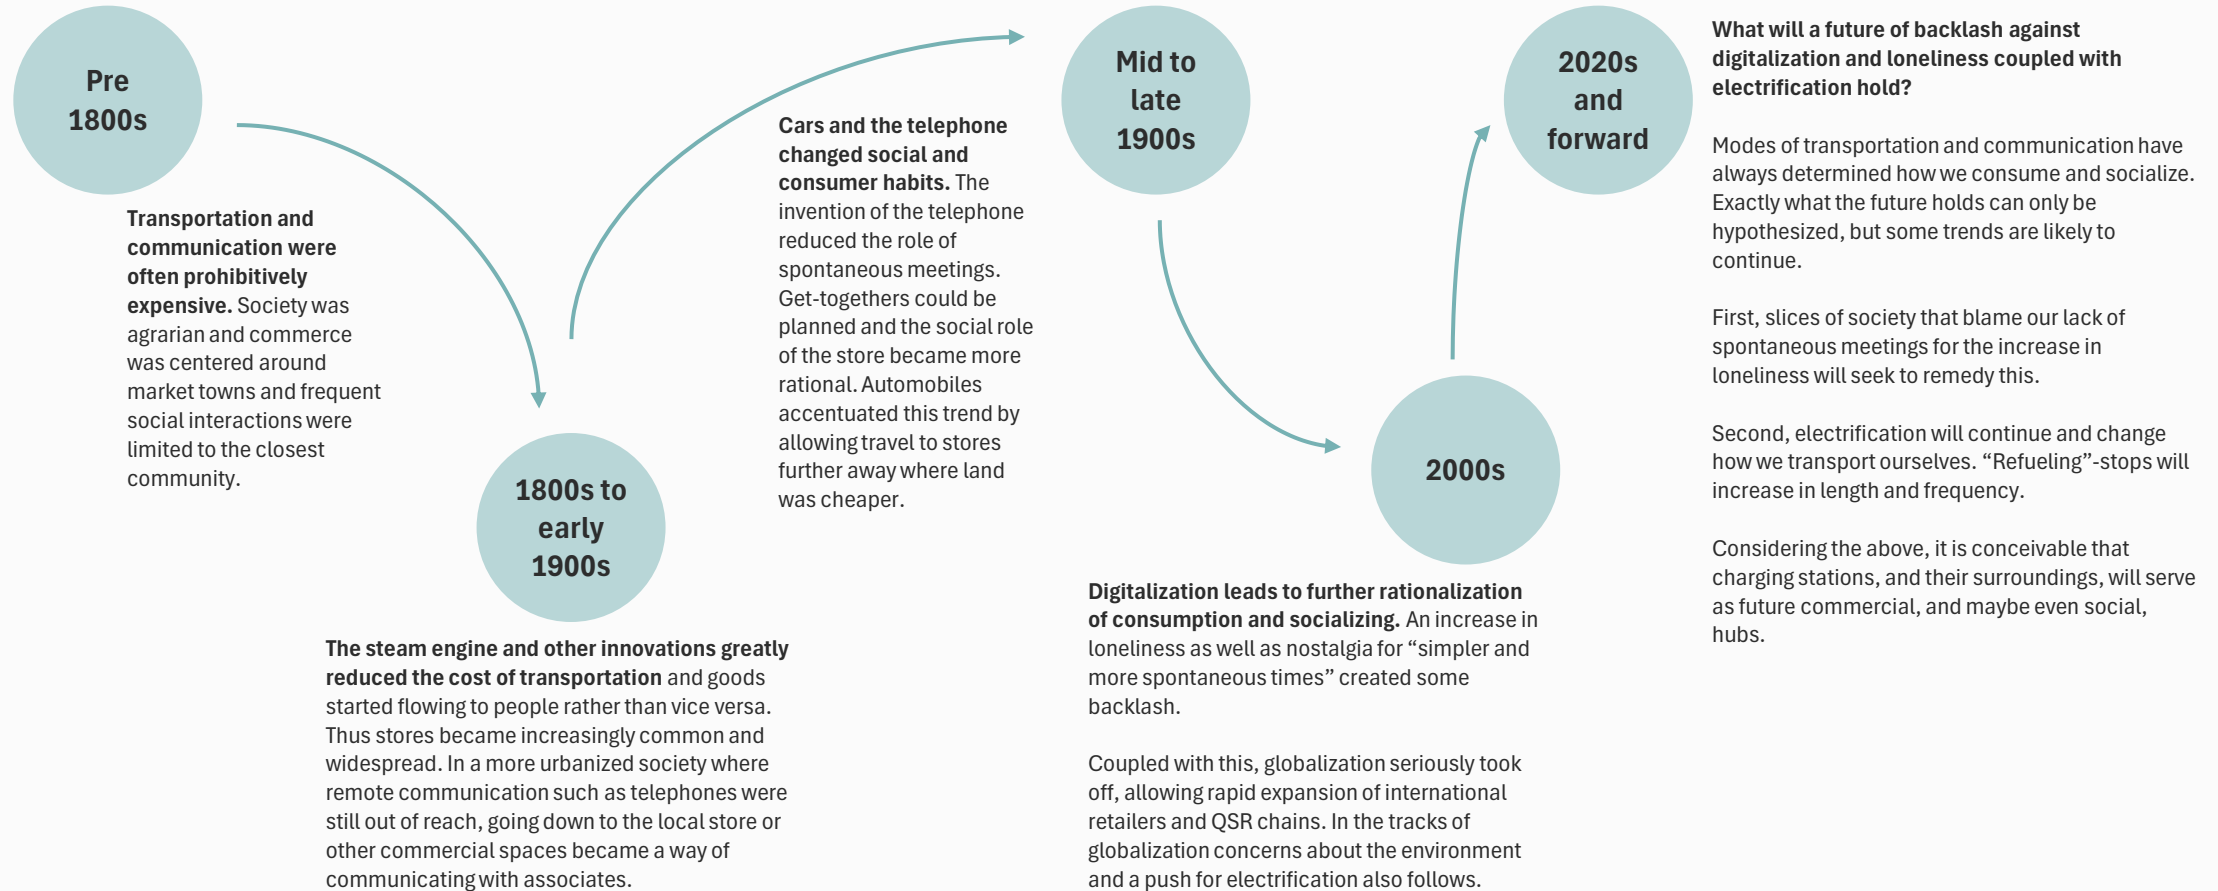 Pre
1800s
Transportation and
communication were
often prohibitively
expensive. Society was
agrarian and commerce
was centered around
market towns and frequent
social interactions were
limited to the closest
community.
1800s to
early
1900s
The steam engine and other innovations greatly
reduced the cost of transportation and goods
started flowing to people rather than vice versa.
Thus stores became increasingly common and
widespread. In a more urbanized society where
remote communication such as telephones were
still out of reach, going down to the local store or
other commercial spaces became a way of
communicating with associates.
Cars and the telephone
changed social and
consumer habits. The
invention of the telephone
reduced the role of
spontaneous meetings.
Get-togethers could be
planned and the social role
of the store became more
rational. Automobiles
accentuated this trend by
allowing travel to stores
further away where land
was cheaper.
Mid to
late
1900s
2000s
Digitalization leads to further rationalization
of consumption and socializing. An increase in
loneliness as well as nostalgia for “simpler and
more spontaneous times” created some
backlash.
Coupled with this, globalization seriously took
off, allowing rapid expansion of international
retailers and QSR chains. In the tracks of
globalization concerns about the environment
and a push for electrification also follows.
2020s
and
forward
What will a future of backlash against
digitalization and loneliness coupled with
electrification hold?
Modes of transportation and communication have
always determined how we consume and socialize.
Exactly what the future holds can only be
hypothesized, but some trends are likely to
continue.
First, slices of society that blame our lack of
spontaneous meetings for the increase in
loneliness will seek to remedy this.
Second, electrification will continue and change
how we transport ourselves. “Refueling”-stops will
increase in length and frequency.
Considering the above, it is conceivable that
charging stations, and their surroundings, will serve
as future commercial, and maybe even social,
hubs.